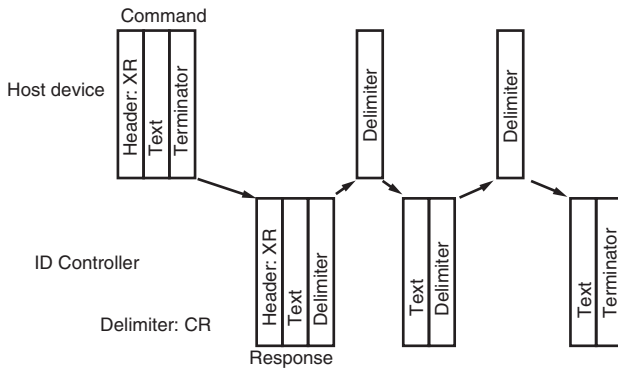 Command
Host device
Header: XR
Text
Terminator
Delimiter
Delimiter
ID Controller
Header: XR
Text
Delimiter
Text
Delimiter
Text
Terminator
Delimiter: CR
Response